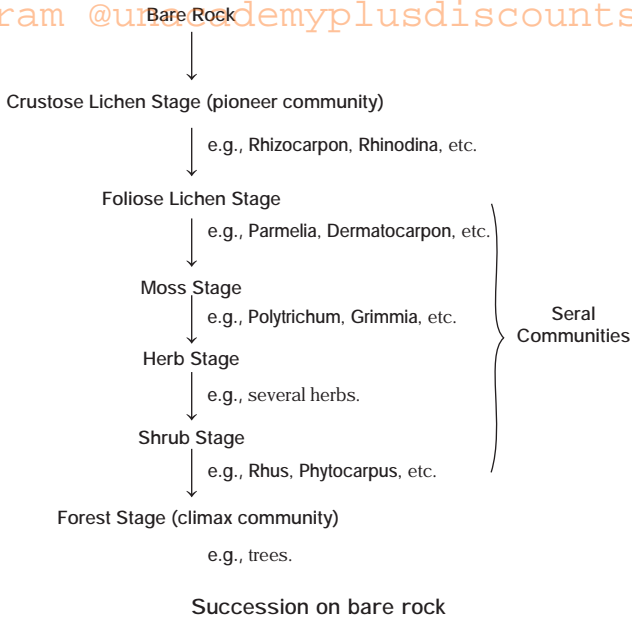 ram @unacademyplusdiscounts
Bare Rock
Crustose Lichen Stage (pioneer community)
e.g., Rhizocarpon, Rhinodina, etc.
Foliose Lichen Stage
e.g., Parmelia, Dermatocarpon, etc.
Moss Stage
e.g., Polytrichum, Grimmia, etc.
Seral
Communities
Herb Stage
e.g., several herbs.
Shrub Stage
e.g., Rhus, Phytocarpus, etc.
Forest Stage (climax community)
e.g., trees.
Succession on bare rock